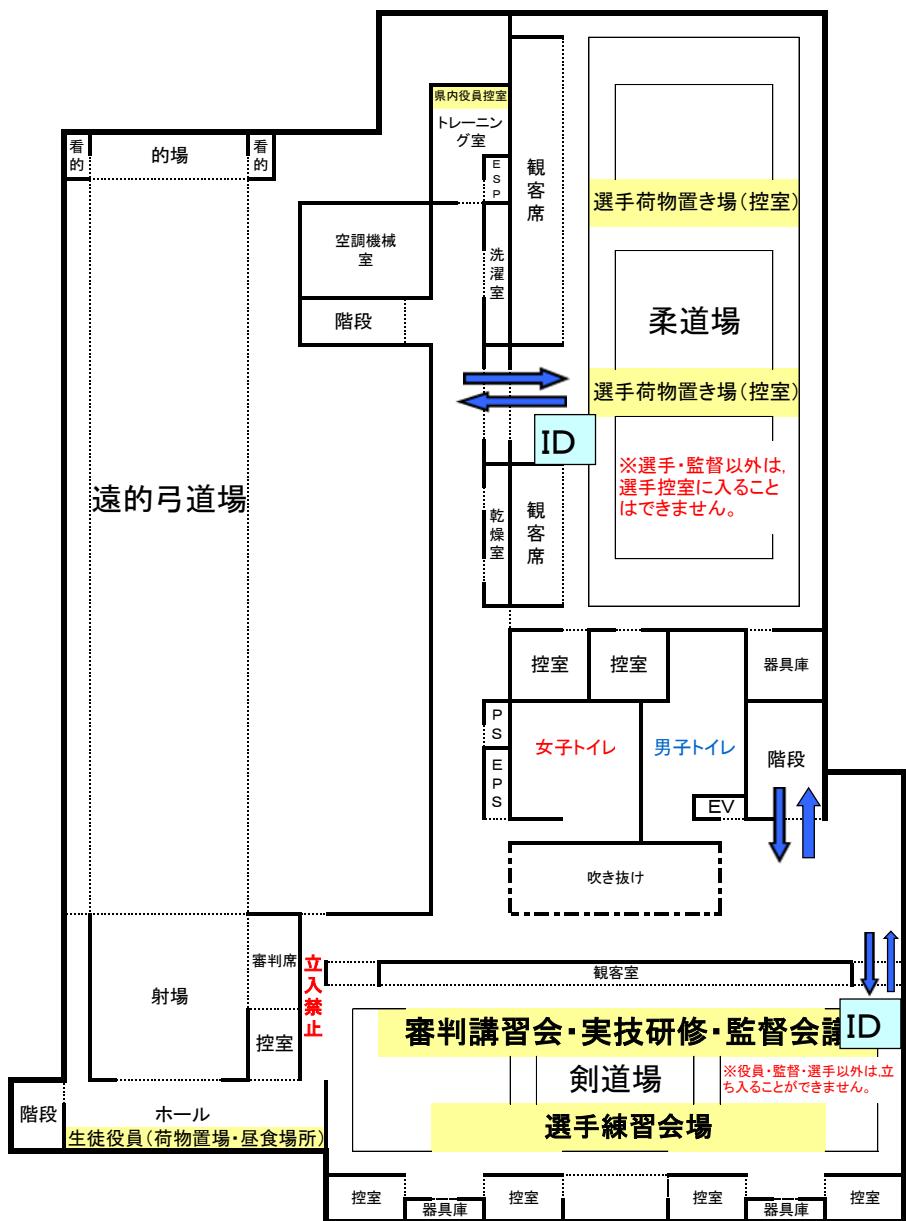 県内役員控室
トレーニン
グ室
看的
的場
看的
ESP
観客席
選手荷物置き場(控室)
空調機械
室
洗濯室
階段
柔道場
選手荷物置き場(控室)
ID
※選手・監督以外は,
選手控室に入ること
はできません。
遠的弓道場
乾燥室
観客席
控室
控室
器具庫
PS
女子トイレ
男子トイレ
階段
EPS
EV
吹き抜け
審判席
立入禁止
観客室
射場
審判講習会・実技研修・監督会議
ID
控室
剣道場
※役員・監督・選手以外は,立
ち入ることができません。
階段
ホール
生徒役員(荷物置場・昼食場所)
選手練習会場
控室
器具庫
控室
控室
器具庫
控室